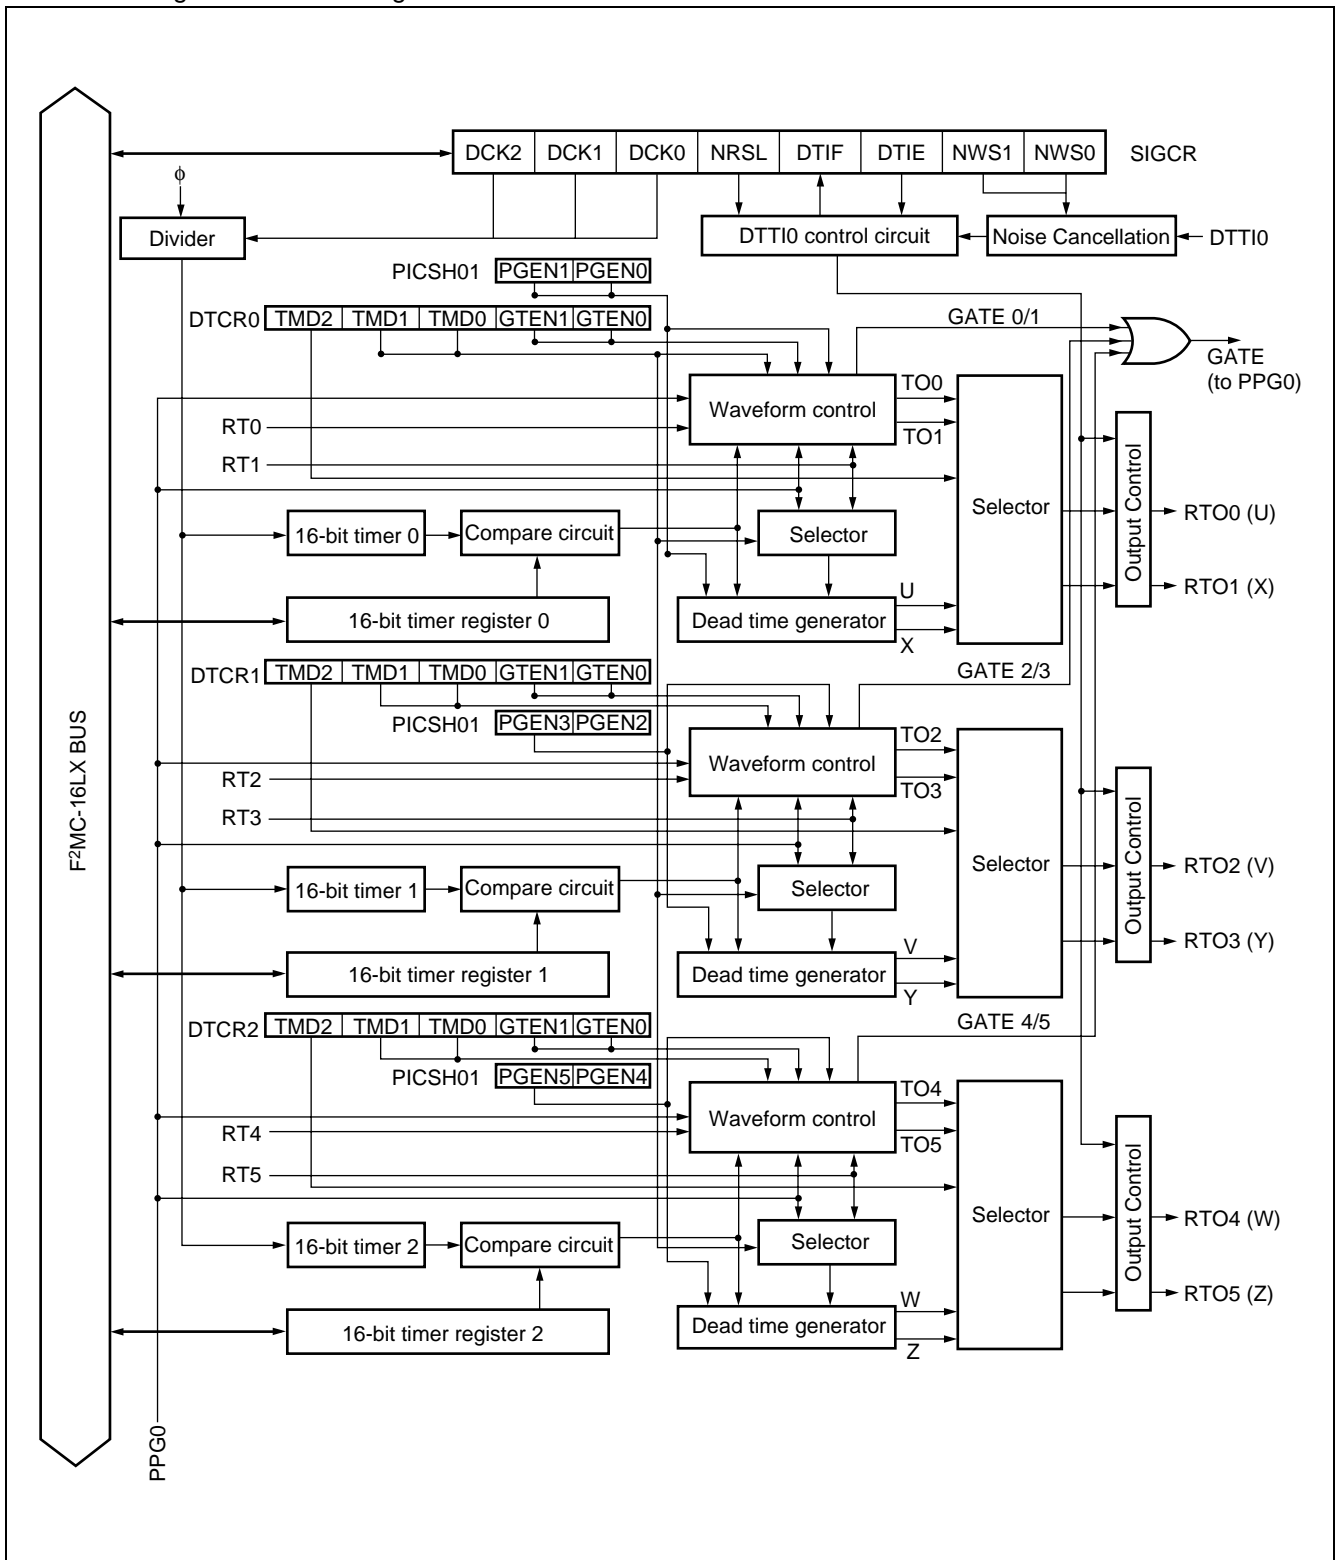 DCK2 DCK1 DCK0 NRSL DTIF DTIE NWS1 NWS0 SIGCR
ϕ
Divider
DTTI0 control circuit
Noise Cancellation
DTTI0
PICSH01 PGEN1 PGEN0
DTCR0 TMD2 TMD1 TMD0 GTEN1 GTEN0
GATE 0/1
GATE
(to PPG0)
Waveform control
TO0
TO1
RT0
RT1
Selector
Output Control
RTO0 (U)
RTO1 (X)
16-bit timer 0
Compare circuit
Selector
16-bit timer register 0
Dead time generator
U
X
DTCR1 TMD2 TMD1 TMD0 GTEN1 GTEN0
GATE 2/3
PICSH01 PGEN3 PGEN2
Waveform control
TO2
TO3
RT2
RT3
Selector
Output Control
RTO2 (V)
RTO3 (Y)
16-bit timer 1
Compare circuit
Selector
16-bit timer register 1
Dead time generator
V
Y
DTCR2 TMD2 TMD1 TMD0 GTEN1 GTEN0
GATE 4/5
PICSH01 PGEN5 PGEN4
Waveform control
TO4
TO5
RT4
RT5
Selector
Output Control
RTO4 (W)
RTO5 (Z)
16-bit timer 2
Compare circuit
Selector
16-bit timer register 2
Dead time generator
W
Z
F²MC-16LX BUS
PPG0